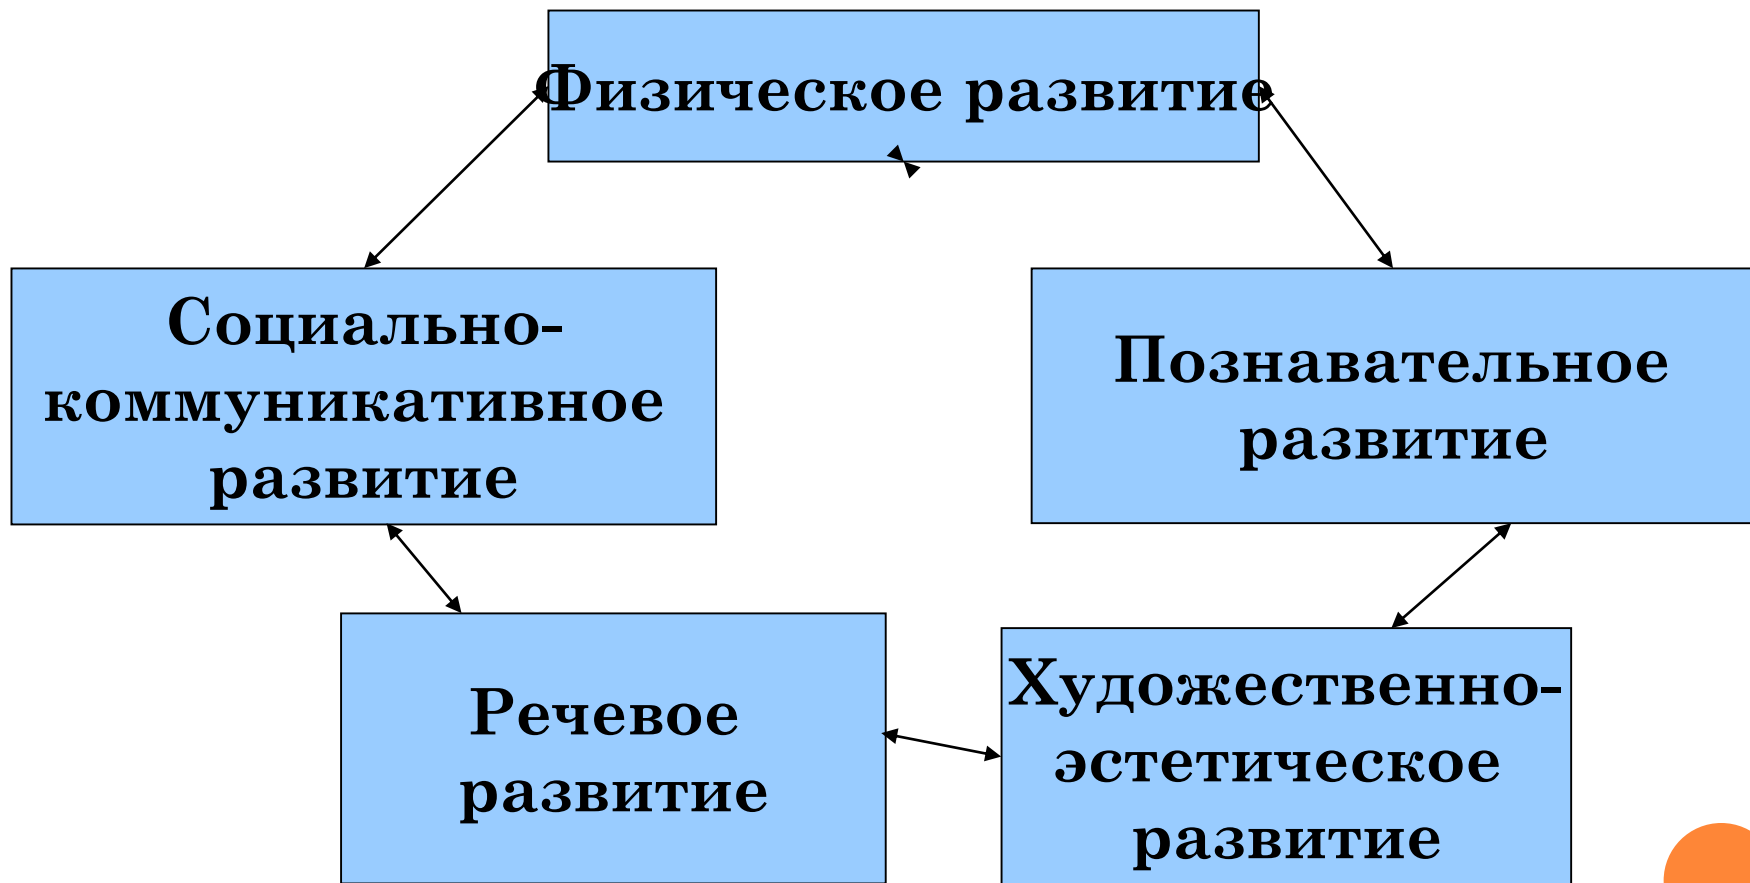 Физическое развитие
Социально-
коммуникативное
развитие
Познавательное
развитие
Речевое
развитие
Художественно-
эстетическое
развитие